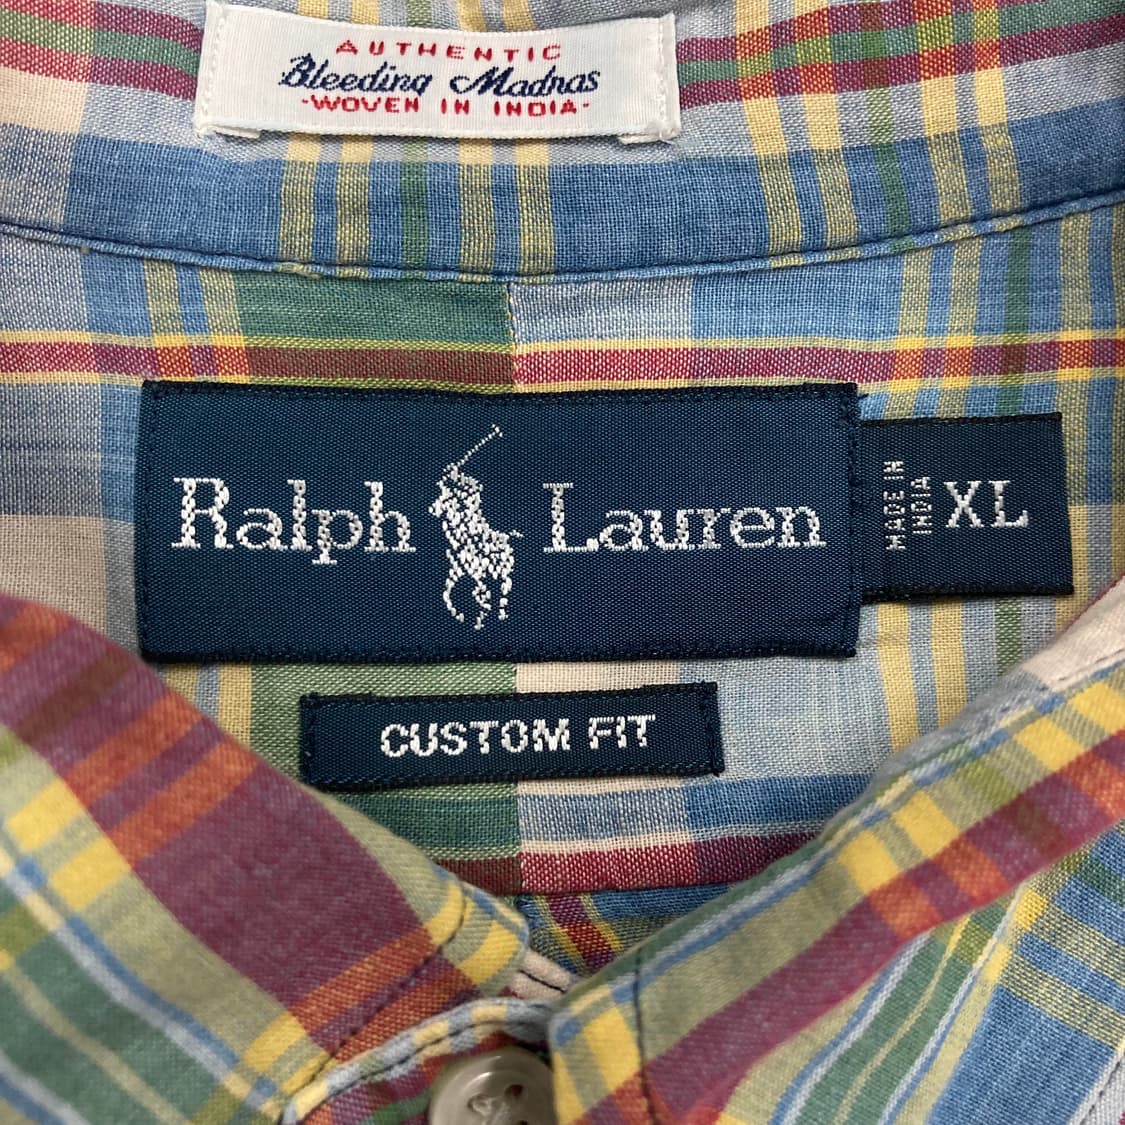 AUTHENTIC
Bleeding Madras
-WOVEN IN INDIA-
Ralph Lauren
MADE IN
INDIA
XL
CUSTOM FIT